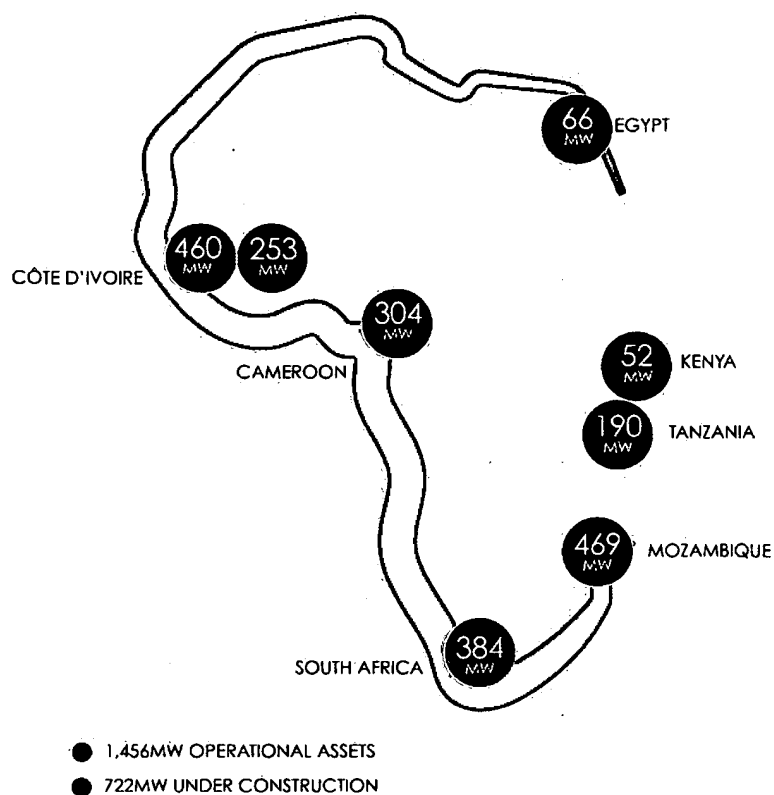 66
MW
EGYPT
460
MW
253
MW
CÔTE D'IVOIRE
304
MW
CAMEROON
52
MW
KENYA
190
MW
TANZANIA
469
MW
MOZAMBIQUE
384
MW
SOUTH AFRICA
1,456MW OPERATIONAL ASSETS
722MW UNDER CONSTRUCTION